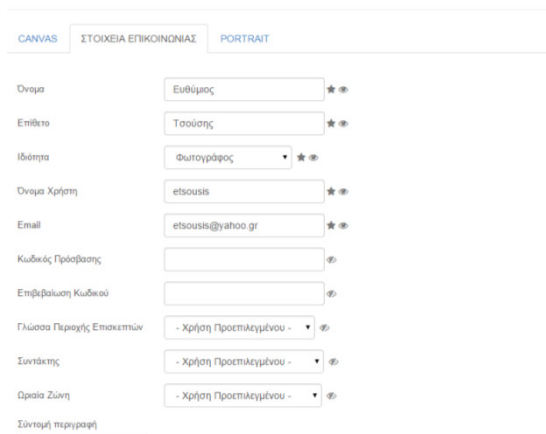 CANVAS ΣΤΟΙΧΕΙΑ ΕΠΙΚΟΙΝΩΝΙΑΣ PORTRAIT
Όνομα Ευθύμιος
Επίθετο Τσούσης
Ιδιότητα Φωτογράφος
Όνομα Χρήστη etsousis
Email etsousis@yahoo.gr
Κωδικός Πρόσβασης
Επιβεβαίωση Κωδικού
Γλώσσα Περιοχής Επισκεπτών - Χρήση Προεπιλεγμένου -
Συντάκτης - Χρήση Προεπιλεγμένου -
Ωριαία Ζώνη - Χρήση Προεπιλεγμένου -
Σύντομή περιγραφή